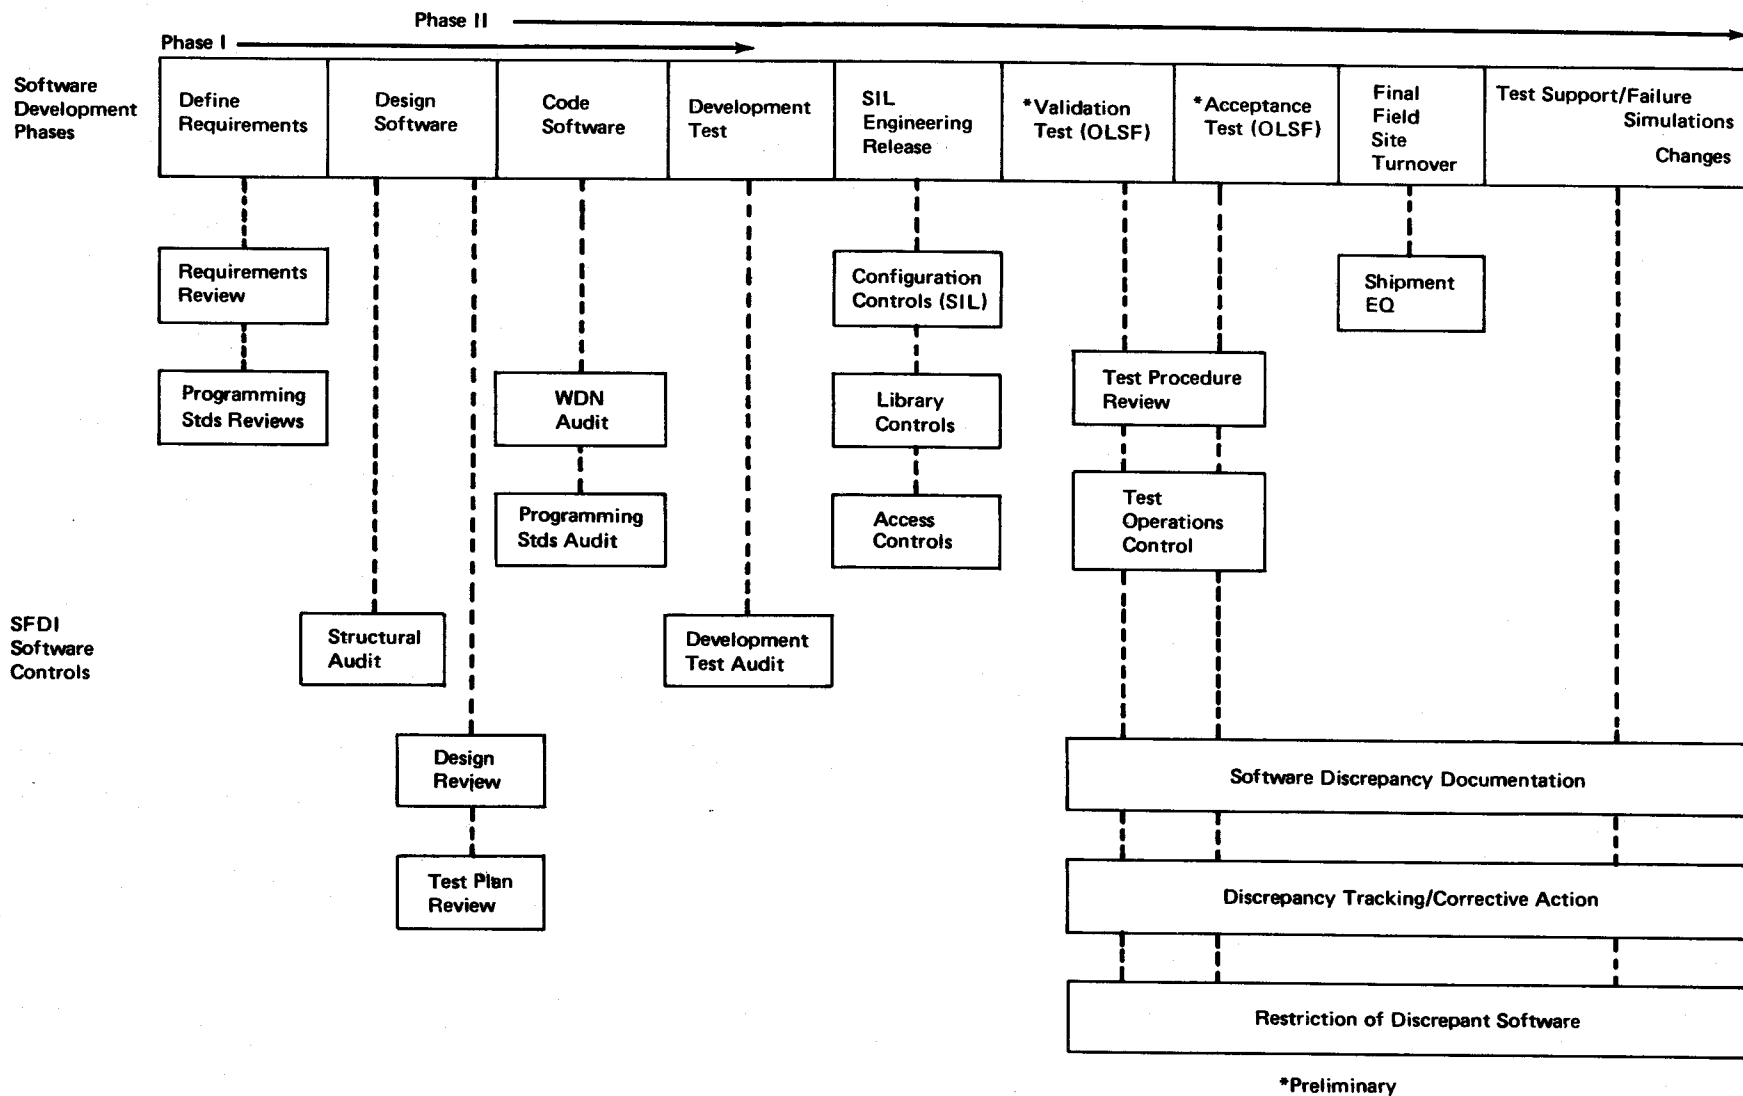 Phase II
Phase I
Software
Development
Phases
Define
Requirements
Design
Software
Code
Software
Development
Test
SIL
Engineering
Release
*Validation
Test (OLSF)
*Acceptance
Test (OLSF)
Final
Field
Site
Turnover
Test Support/Failure
Simulations
Changes
Requirements
Review
Configuration
Controls (SIL)
Shipment
EQ
Programming
Stds Reviews
WDN
Audit
Library
Controls
Test Procedure
Review
Programming
Stds Audit
Access
Controls
Test
Operations
Control
SFDI
Software
Controls
Structural
Audit
Development
Test Audit
Design
Review
Software Discrepancy Documentation
Test Plan
Review
Discrepancy Tracking/Corrective Action
Restriction of Discrepant Software
*Preliminary